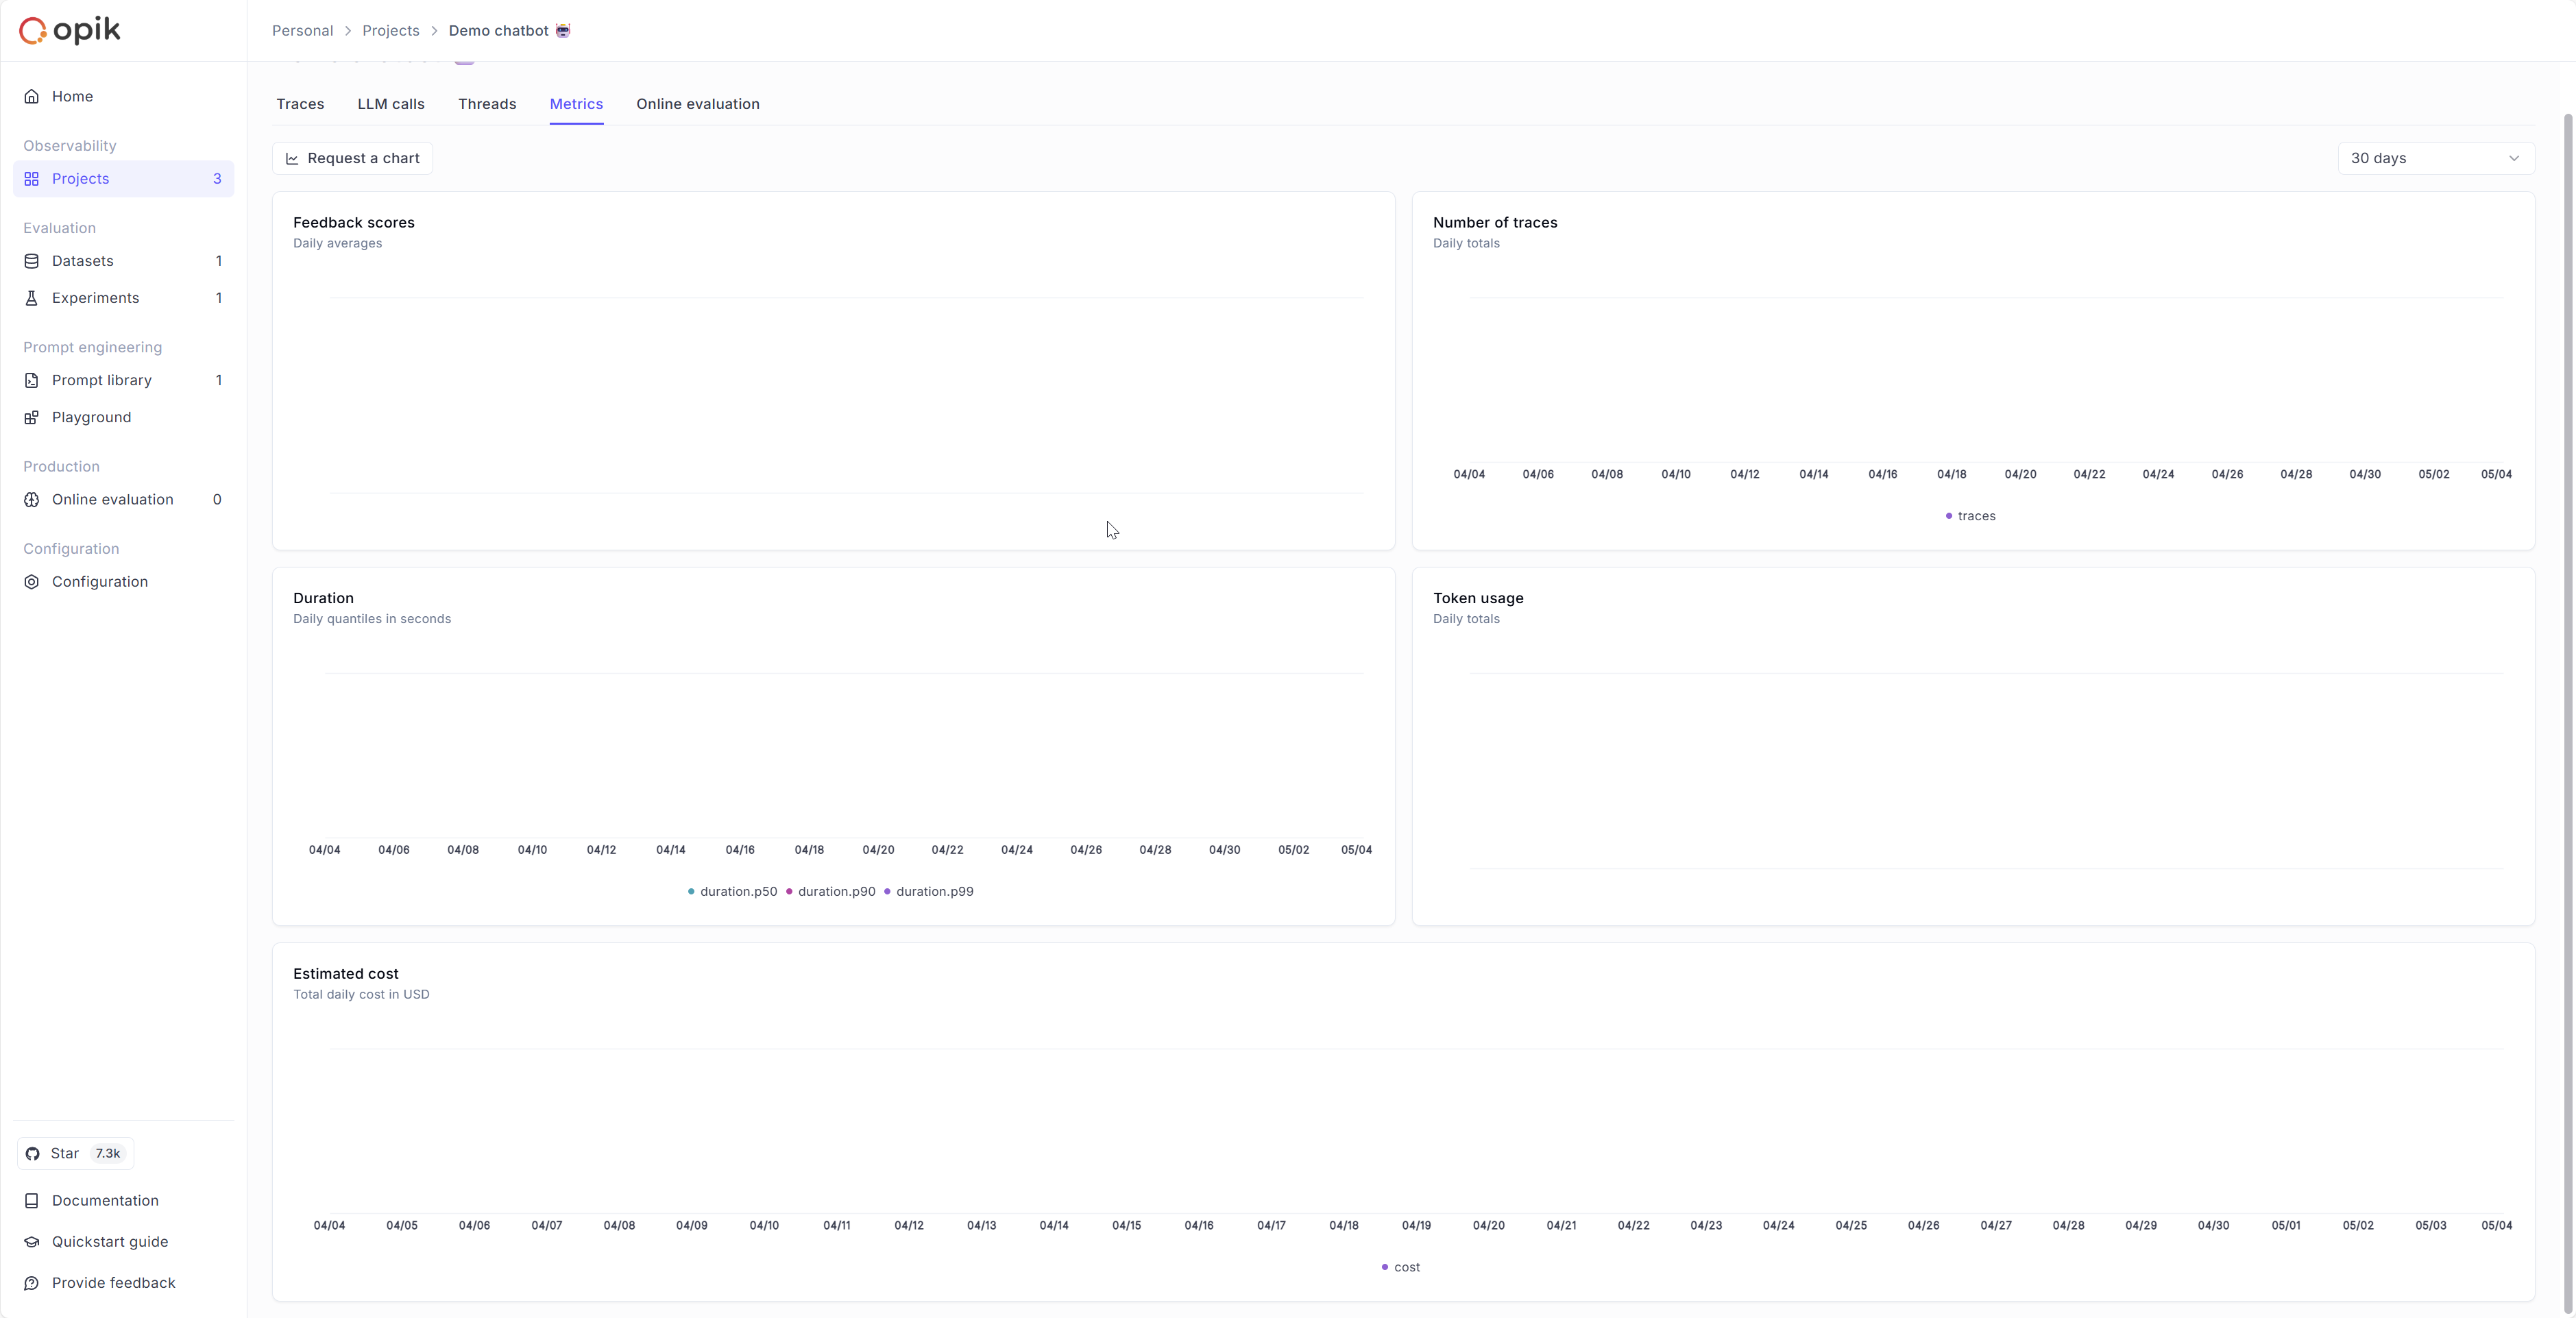 opik
Personal > Projects > Demo chatbot
Home
Observability
Projects 3
Evaluation
Datasets 1
Experiments 1
Prompt engineering
Prompt library 1
Playground
Production
Online evaluation 0
Configuration
Configuration
Star 7.3k
Documentation
Quickstart guide
Provide feedback
Traces LLM calls Threads Metrics Online evaluation
Request a chart
30 days
Feedback scores
Daily averages
Number of traces
Daily totals
04/04 04/06 04/08 04/10 04/12 04/14 04/16 04/18 04/20 04/22 04/24 04/26 04/28 04/30 05/02 05/04
traces
Duration
Daily quantiles in seconds
04/04 04/06 04/08 04/10 04/12 04/14 04/16 04/18 04/20 04/22 04/24 04/26 04/28 04/30 05/02 05/04
duration.p50 duration.p90 duration.p99
Token usage
Daily totals
Estimated cost
Total daily cost in USD
04/04 04/05 04/06 04/07 04/08 04/09 04/10 04/11 04/12 04/13 04/14 04/15 04/16 04/17 04/18 04/19 04/20 04/21 04/22 04/23 04/24 04/25 04/26 04/27 04/28 04/29 04/30 05/01 05/02 05/03 05/04
cost